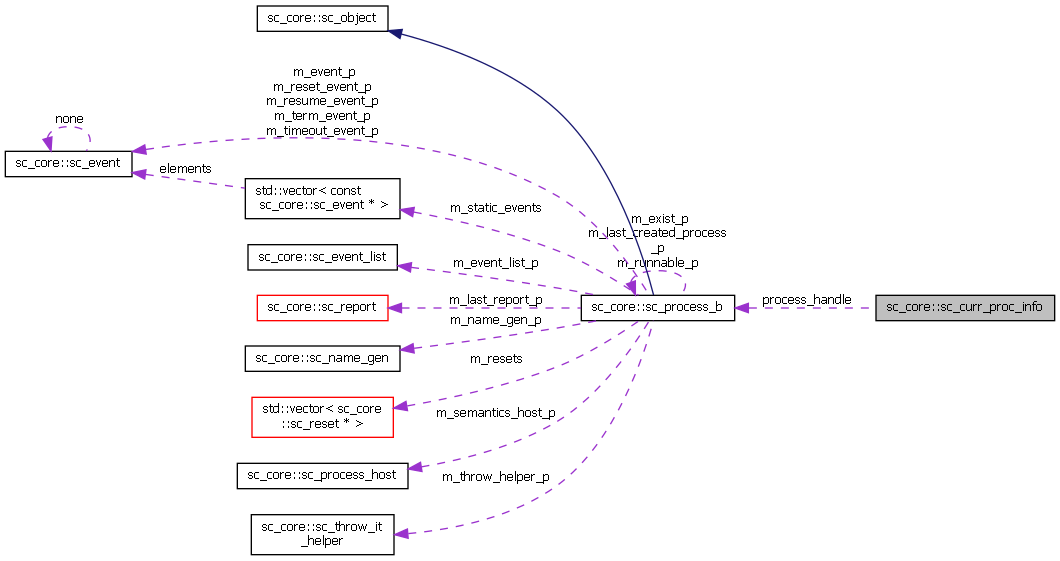 sc_core::sc_object
m_event_p
m_reset_event_p
m_resume_event_p
m_term_event_p
m_timeout_event_p
none
sc_core::sc_event
elements
std::vector< const
sc_core::sc_event * >
m_static_events
m_exist_p
m_last_created_process
_p
m_runnable_p
sc_core::sc_event_list
m_event_list_p
sc_core::sc_report
m_last_report_p
sc_core::sc_process_b
process_handle
sc_core::sc_curr_proc_info
m_name_gen_p
sc_core::sc_name_gen
m_resets
std::vector< sc_core
::sc_reset * >
m_semantics_host_p
sc_core::sc_process_host
m_throw_helper_p
sc_core::sc_throw_it
_helper